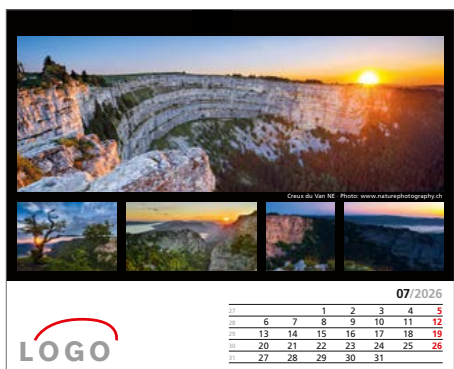 Creux du Van NE · Photo: www.naturephotography.ch
07/2026
27 1 2 3 4 5
28 6 7 8 9 10 11 12
29 13 14 15 16 17 18 19
30 20 21 22 23 24 25 26
31 27 28 29 30 31
LOGO